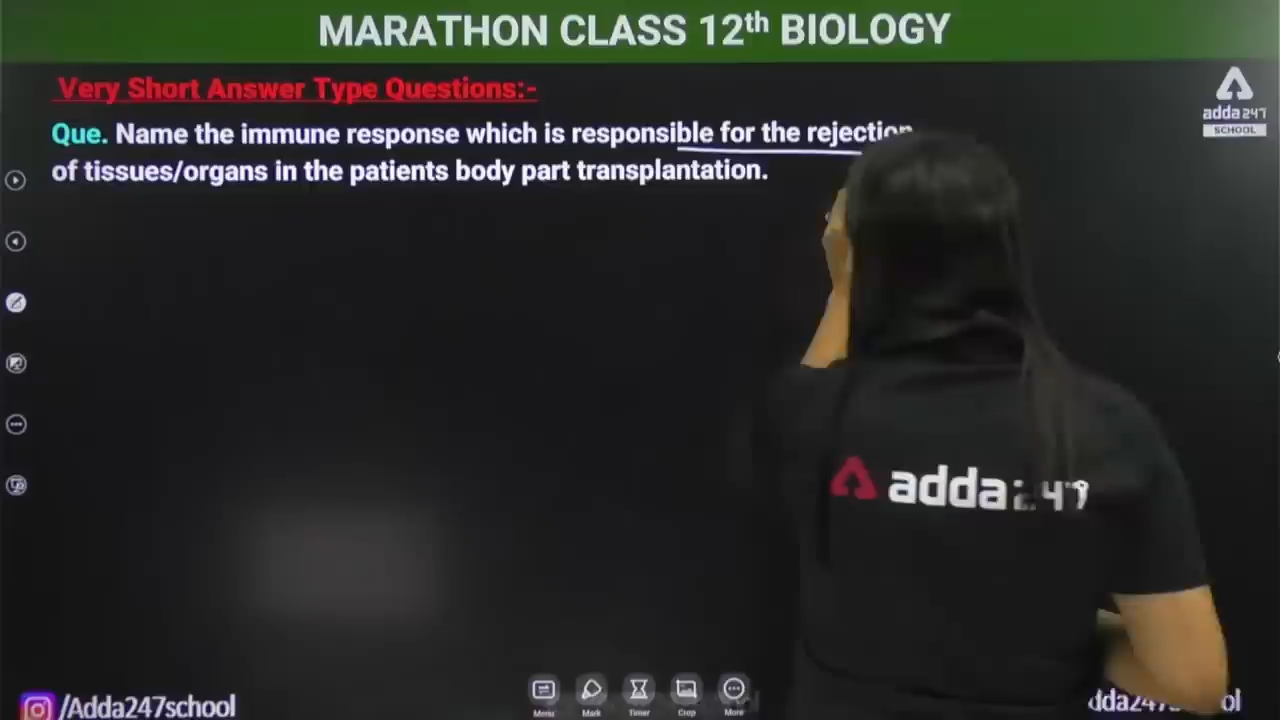 MARATHON CLASS 12th BIOLOGY
Very Short Answer Type Questions:-
adda247
SCHOOL
Que. Name the immune response which is responsible for the rejection
of tissues/organs in the patients body part transplantation.
adda247
Menu
Mark
Timer
Crop
More
/Adda247school